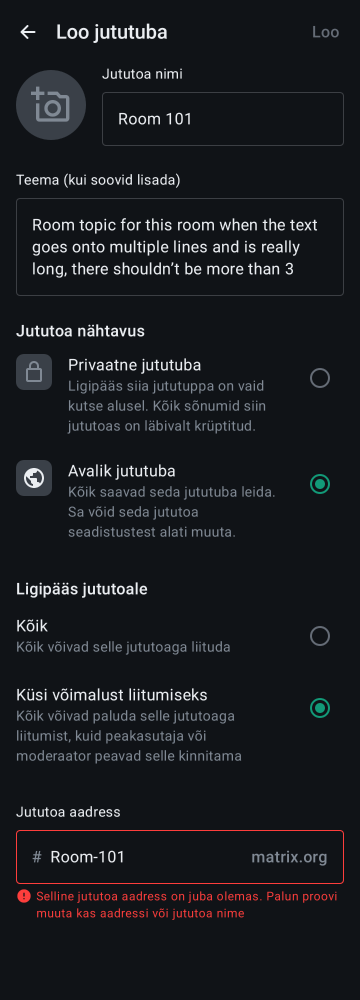 Loo jututuba
Loo
Jututoa nimi
Room 101
Teema (kui soovid lisada)
Room topic for this room when the text
goes onto multiple lines and is really
long, there shouldn’t be more than 3
Jututoa nähtavus
Privaatne jututuba
Ligipääs siia jututuppa on vaid
kutse alusel. Kõik sõnumid siin
jututoas on läbivalt krüptitud.
Avalik jututuba
Kõik saavad seda jututuba leida.
Sa võid seda jututoa
seadistustest alati muuta.
Ligipääs jututoale
Kõik
Kõik võivad selle jututoaga liituda
Küsi võimalust liitumiseks
Kõik võivad paluda selle jututoaga
liitumist, kuid peakasutaja või
moderaator peavad selle kinnitama
Jututoa aadress
# Room-101 matrix.org
Selline jututoa aadress on juba olemas. Palun proovi
muuta kas aadressi või jututoa nime